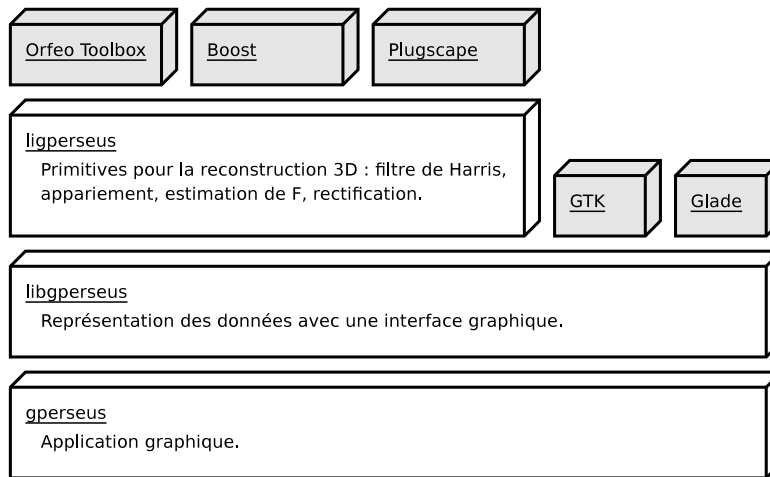 Orfeo Toolbox
Boost
Plugscape
ligperseus
Primitives pour la reconstruction 3D : filtre de Harris,
appariement, estimation de F, rectification.
GTK
Glade
libgperseus
Représentation des données avec une interface graphique.
gperseus
Application graphique.